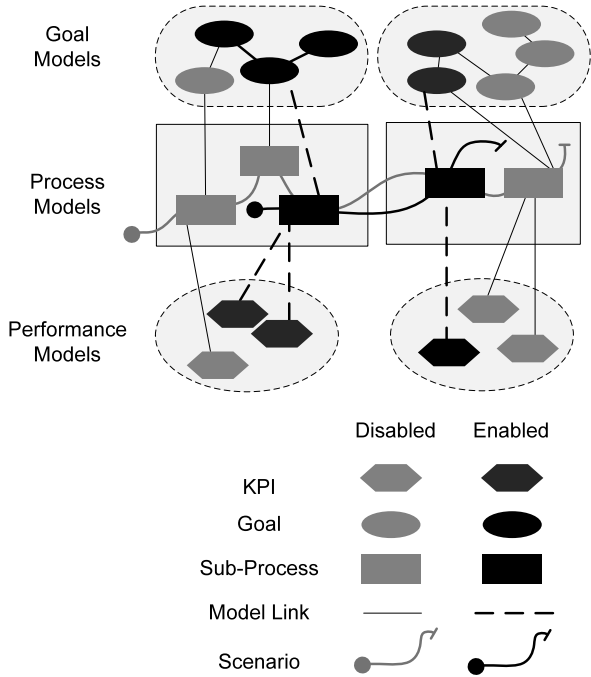 Goal
Models
Process
Models
Performance
Models
Disabled Enabled
KPI
Goal
Sub-Process
Model Link
Scenario